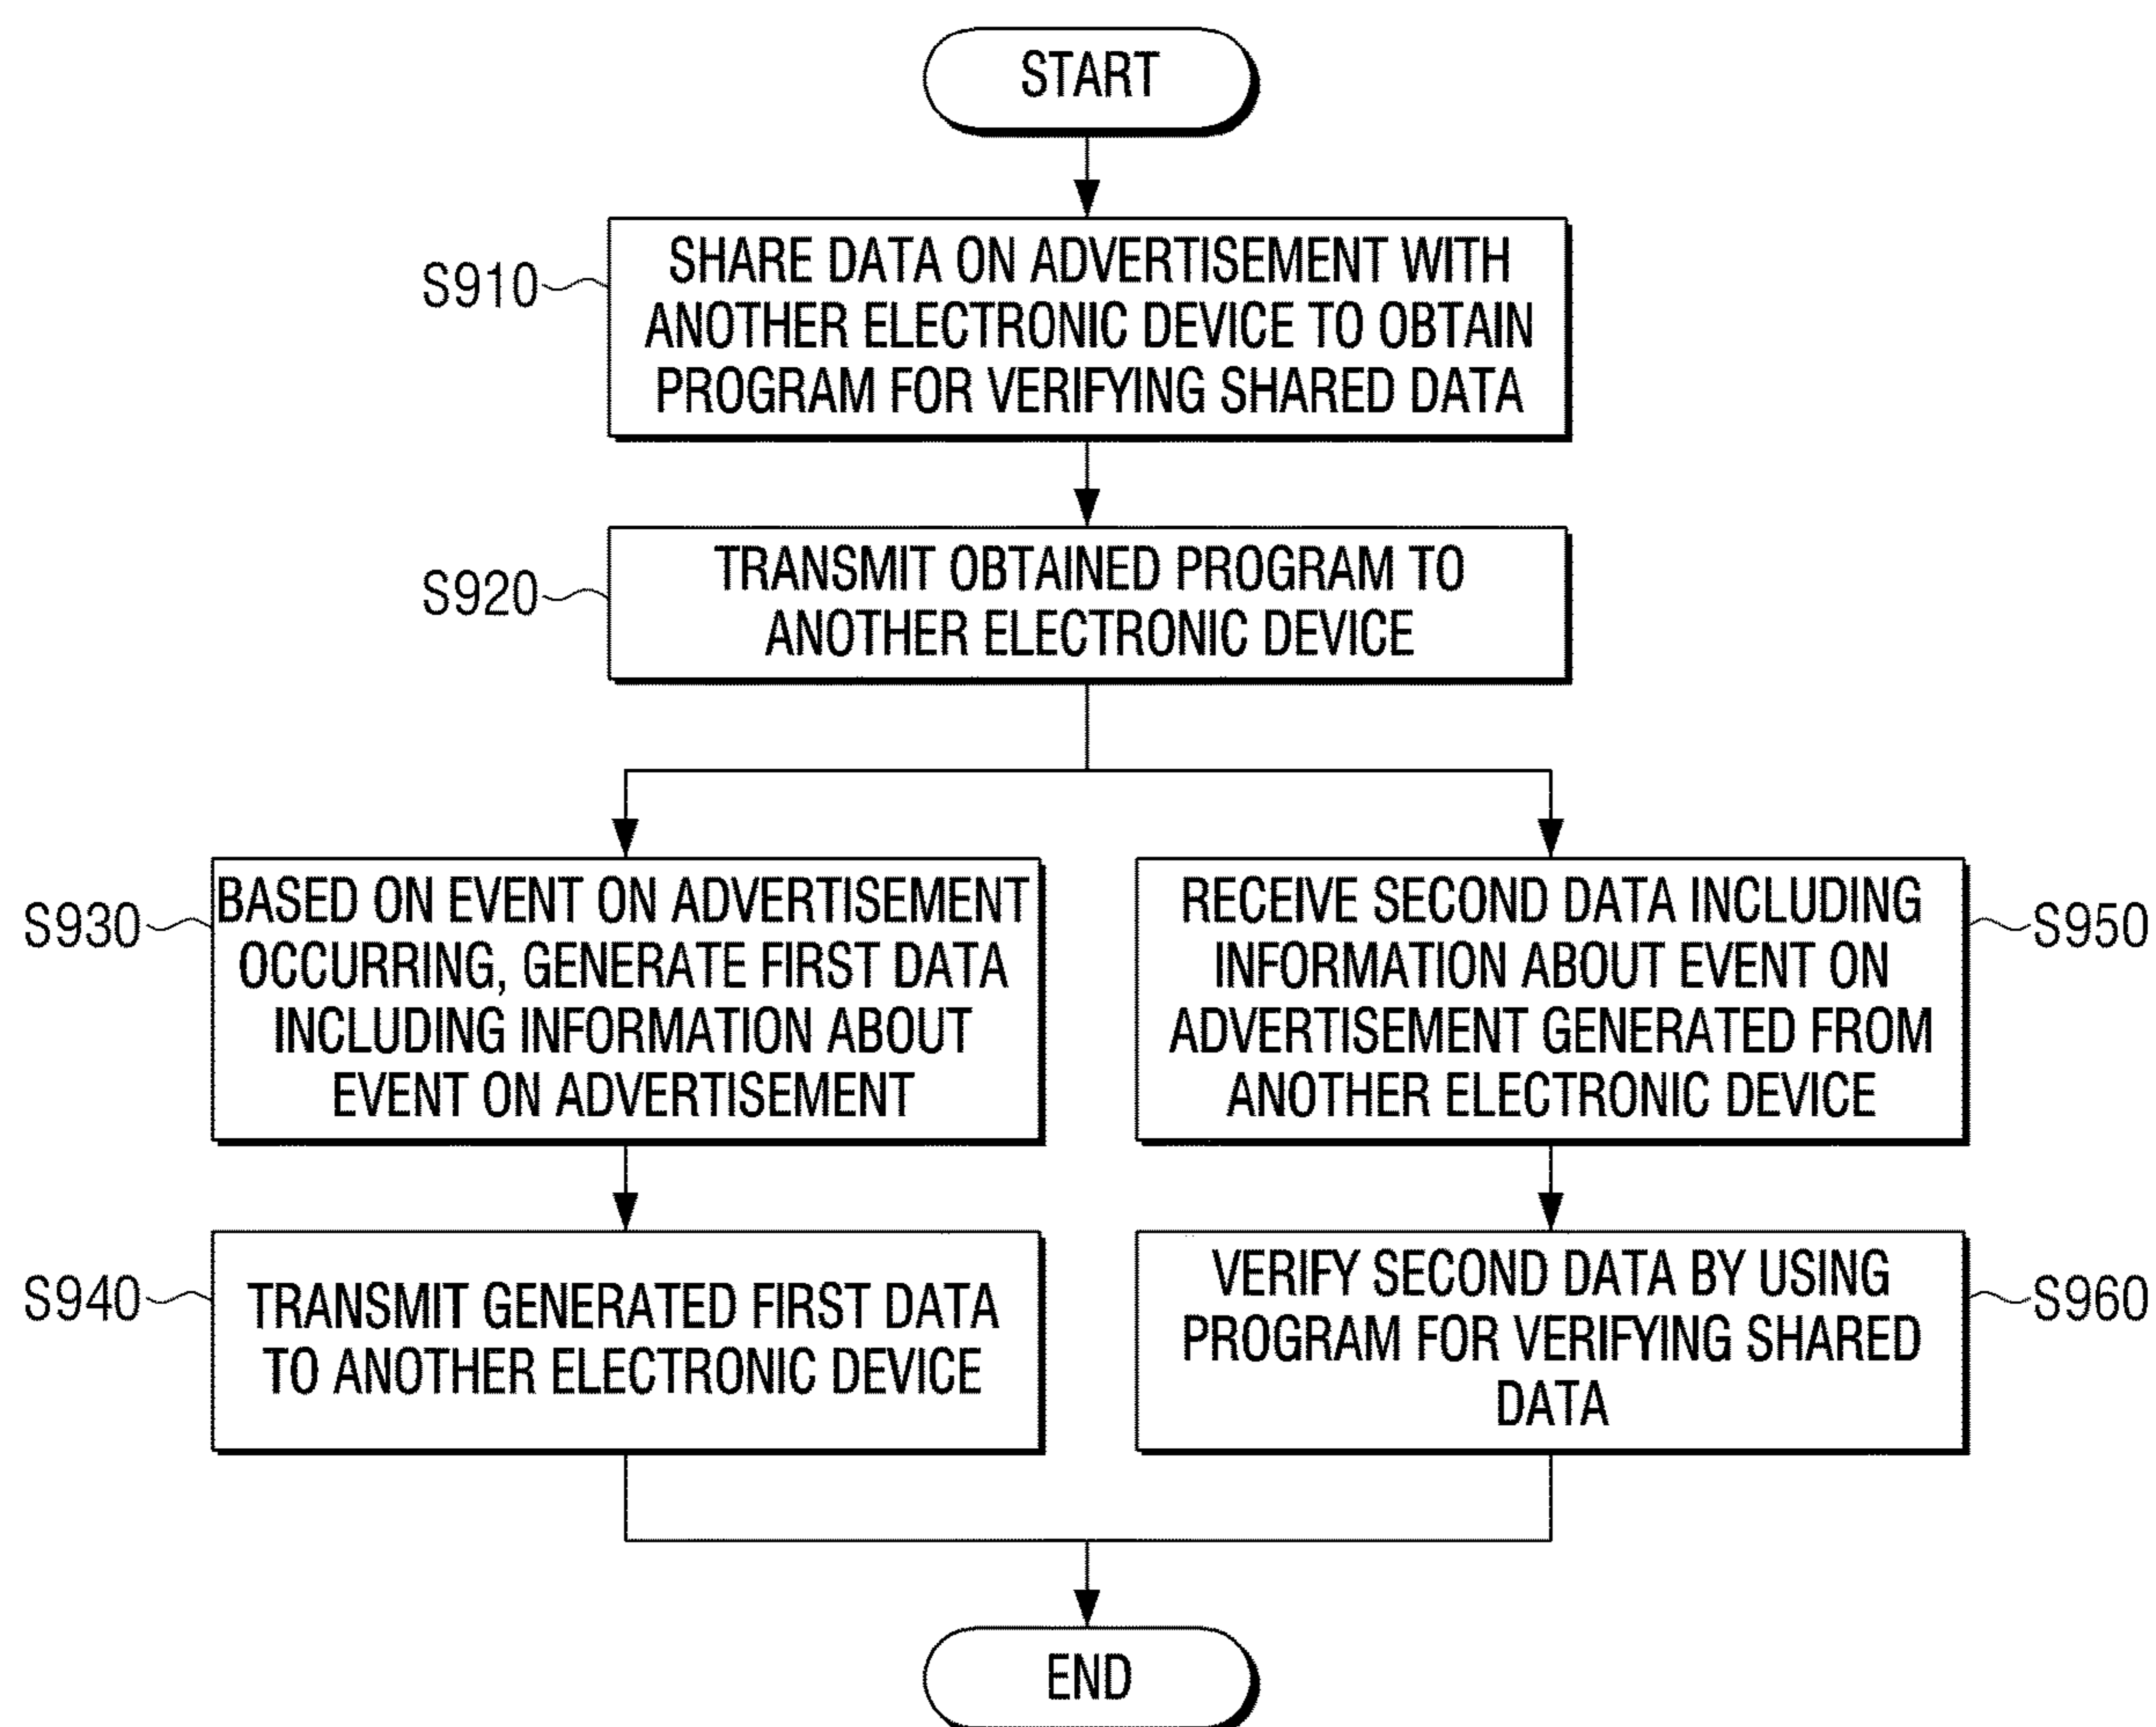 START
S910
SHARE DATA ON ADVERTISEMENT WITH
ANOTHER ELECTRONIC DEVICE TO OBTAIN
PROGRAM FOR VERIFYING SHARED DATA
S920
TRANSMIT OBTAINED PROGRAM TO
ANOTHER ELECTRONIC DEVICE
S930
BASED ON EVENT ON ADVERTISEMENT
OCCURRING, GENERATE FIRST DATA
INCLUDING INFORMATION ABOUT
EVENT ON ADVERTISEMENT
RECEIVE SECOND DATA INCLUDING
INFORMATION ABOUT EVENT ON
ADVERTISEMENT GENERATED FROM
ANOTHER ELECTRONIC DEVICE
S950
S940
TRANSMIT GENERATED FIRST DATA
TO ANOTHER ELECTRONIC DEVICE
VERIFY SECOND DATA BY USING
PROGRAM FOR VERIFYING SHARED
DATA
S960
END